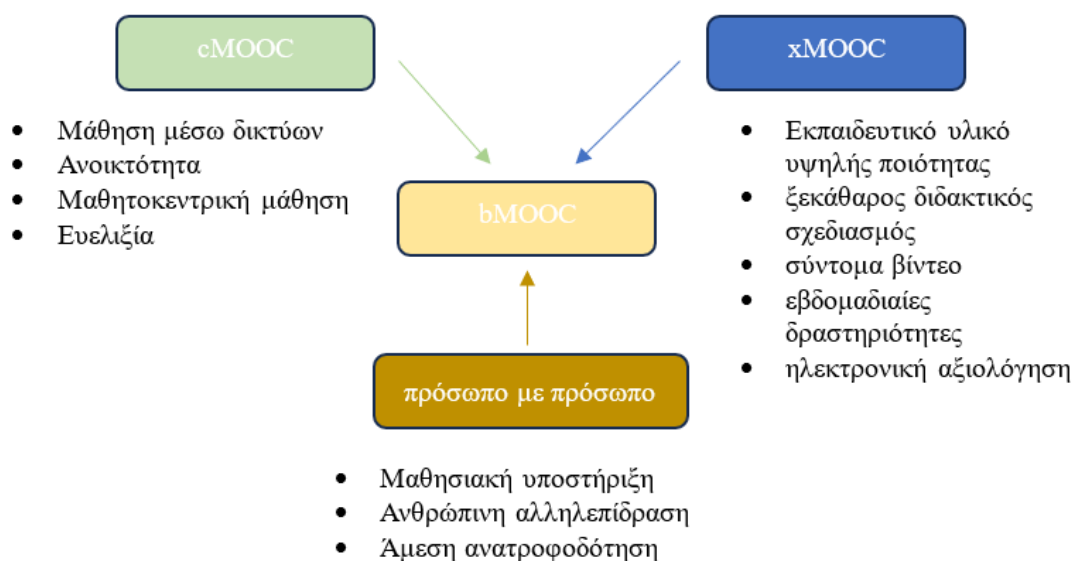 cMOOC
xMOOC
• Μάθηση μέσω δικτύων
• Ανοικτότητα
• Μαθητοκεντρική μάθηση
• Ευελιξία
• Εκπαιδευτικό υλικό
υψηλής ποιότητας
• ξεκάθαρος διδακτικός
σχεδιασμός
• σύντομα βίντεο
• εβδομαδιαίες
δραστηριότητες
• ηλεκτρονική αξιολόγηση
bMOOC
πρόσωπο με πρόσωπο
• Μαθησιακή υποστήριξη
• Ανθρώπινη αλληλεπίδραση
• Άμεση ανατροφοδότηση